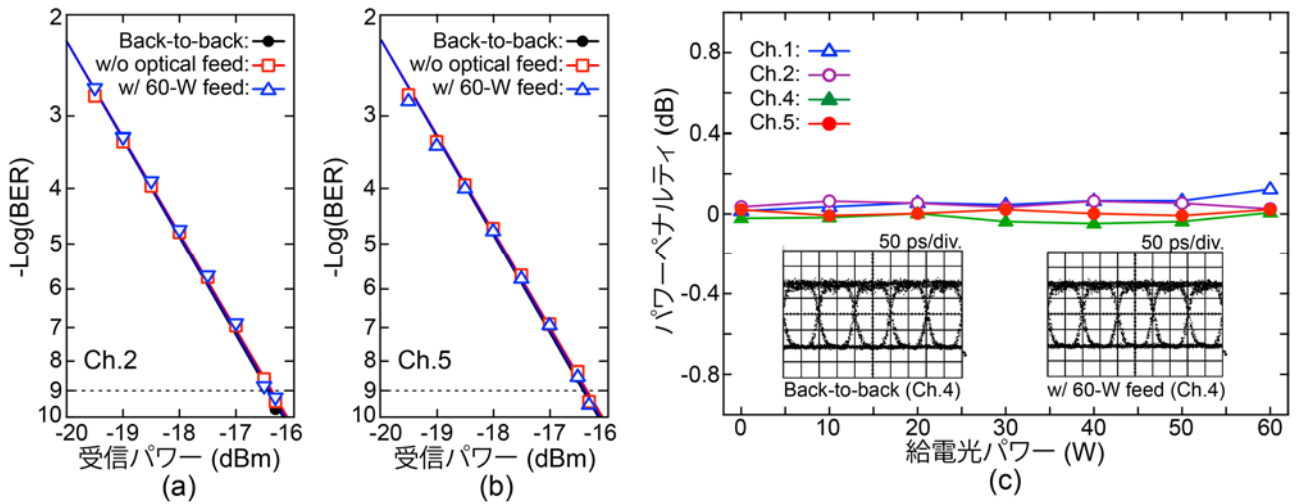 2
3
4
5
6
7
8
9
10
-Log(BER)
Back-to-back:
w/o optical feed:
w/ 60-W feed:
Ch.2
-20 -19 -18 -17 -16
受信パワー (dBm)
(a)
2
3
4
5
6
7
8
9
10
-Log(BER)
Back-to-back:
w/o optical feed:
w/ 60-W feed:
Ch.5
-20 -19 -18 -17 -16
受信パワー (dBm)
(b)
0.8
0.4
0
-0.4
-0.8
パワーペナルティ (dB)
Ch.1:
Ch.2:
Ch.4:
Ch.5:
50 ps/div.
Back-to-back (Ch.4)
50 ps/div.
w/ 60-W feed (Ch.4)
0 10 20 30 40 50 60
給電光パワー (W)
(c)